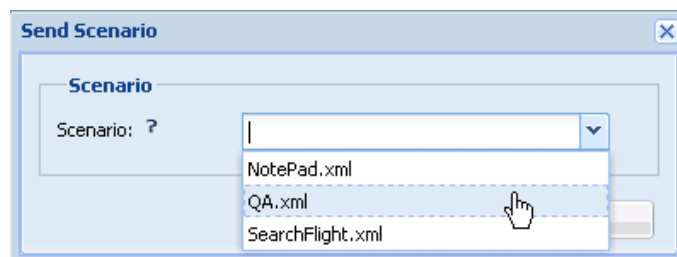 Send Scenario
Scenario
Scenario: ?
NotePad.xml
QA.xml
SearchFlight.xml